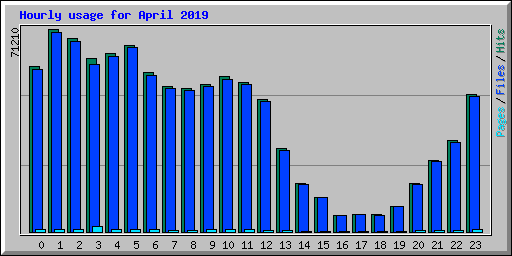 Hourly usage for April 2019
71210
Pages/Files/Hits
0 1 2 3 4 5 6 7 8 9 10 11 12 13 14 15 16 17 18 19 20 21 22 23